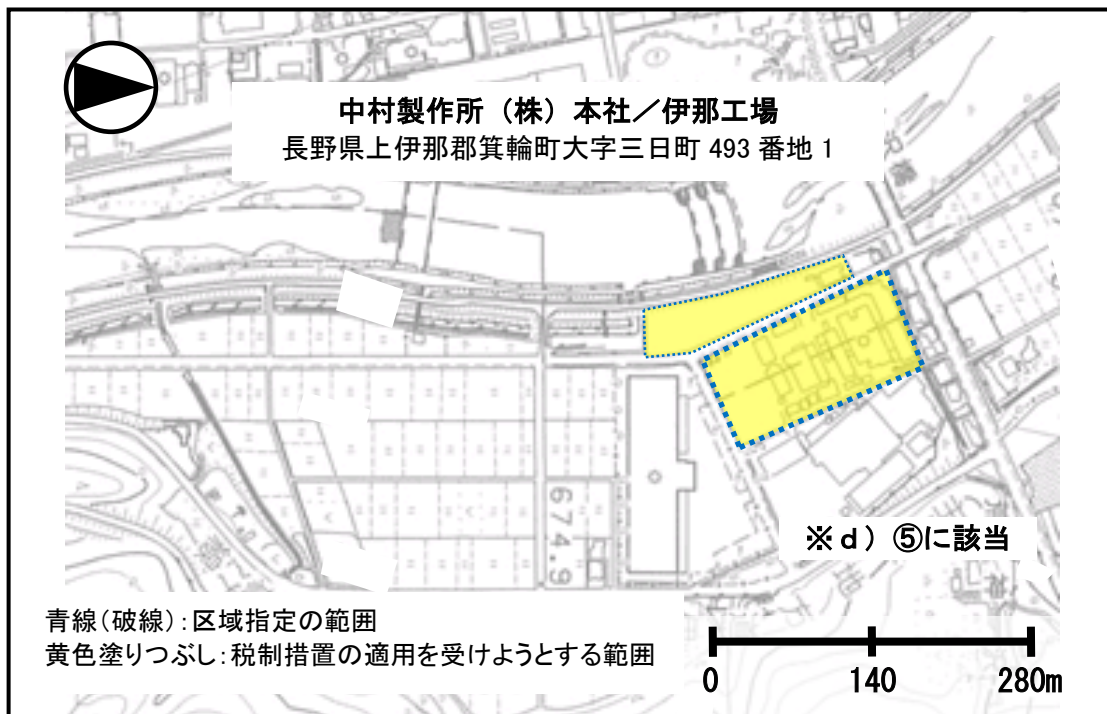 中村製作所（株）本社／伊那工場
長野県上伊那郡箕輪町大字三日町 493 番地 1
674.9
※ｄ）⑤に該当
青線（破線）：区域指定の範囲
黄色塗りつぶし：税制措置の適用を受けようとする範囲
0 140 280m